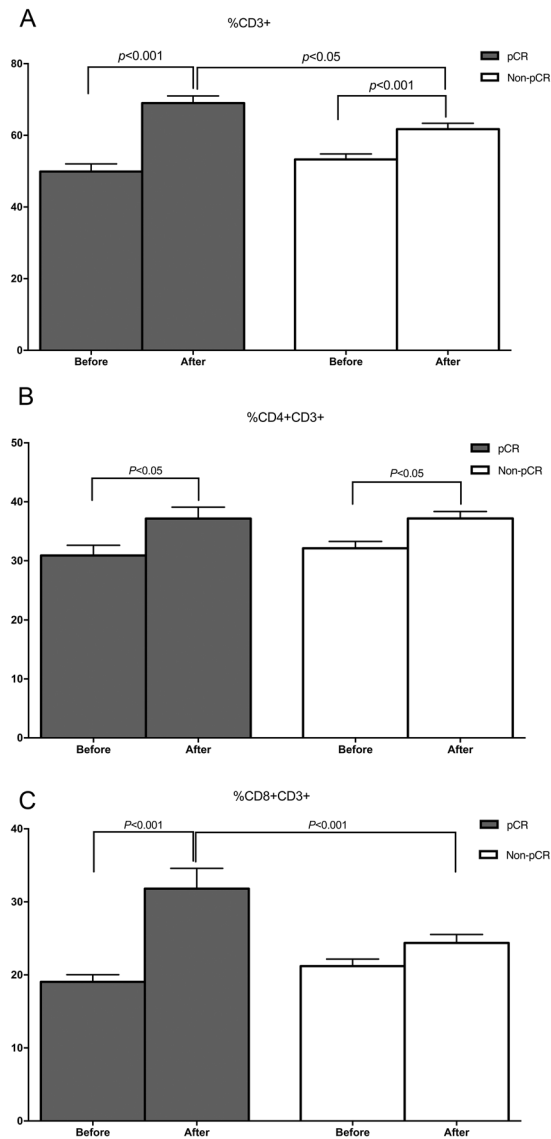 A
%CD3+
p<0.001
p<0.05
pCR
Non-pCR
p<0.001
80
60
40
20
0
Before
After
Before
After
B
%CD4+CD3+
50
pCR
Non-pCR
P<0.05
P<0.05
40
30
20
10
0
Before
After
Before
After
C
%CD8+CD3+
40
P<0.001
P<0.001
pCR
Non-pCR
30
20
10
0
Before
After
Before
After